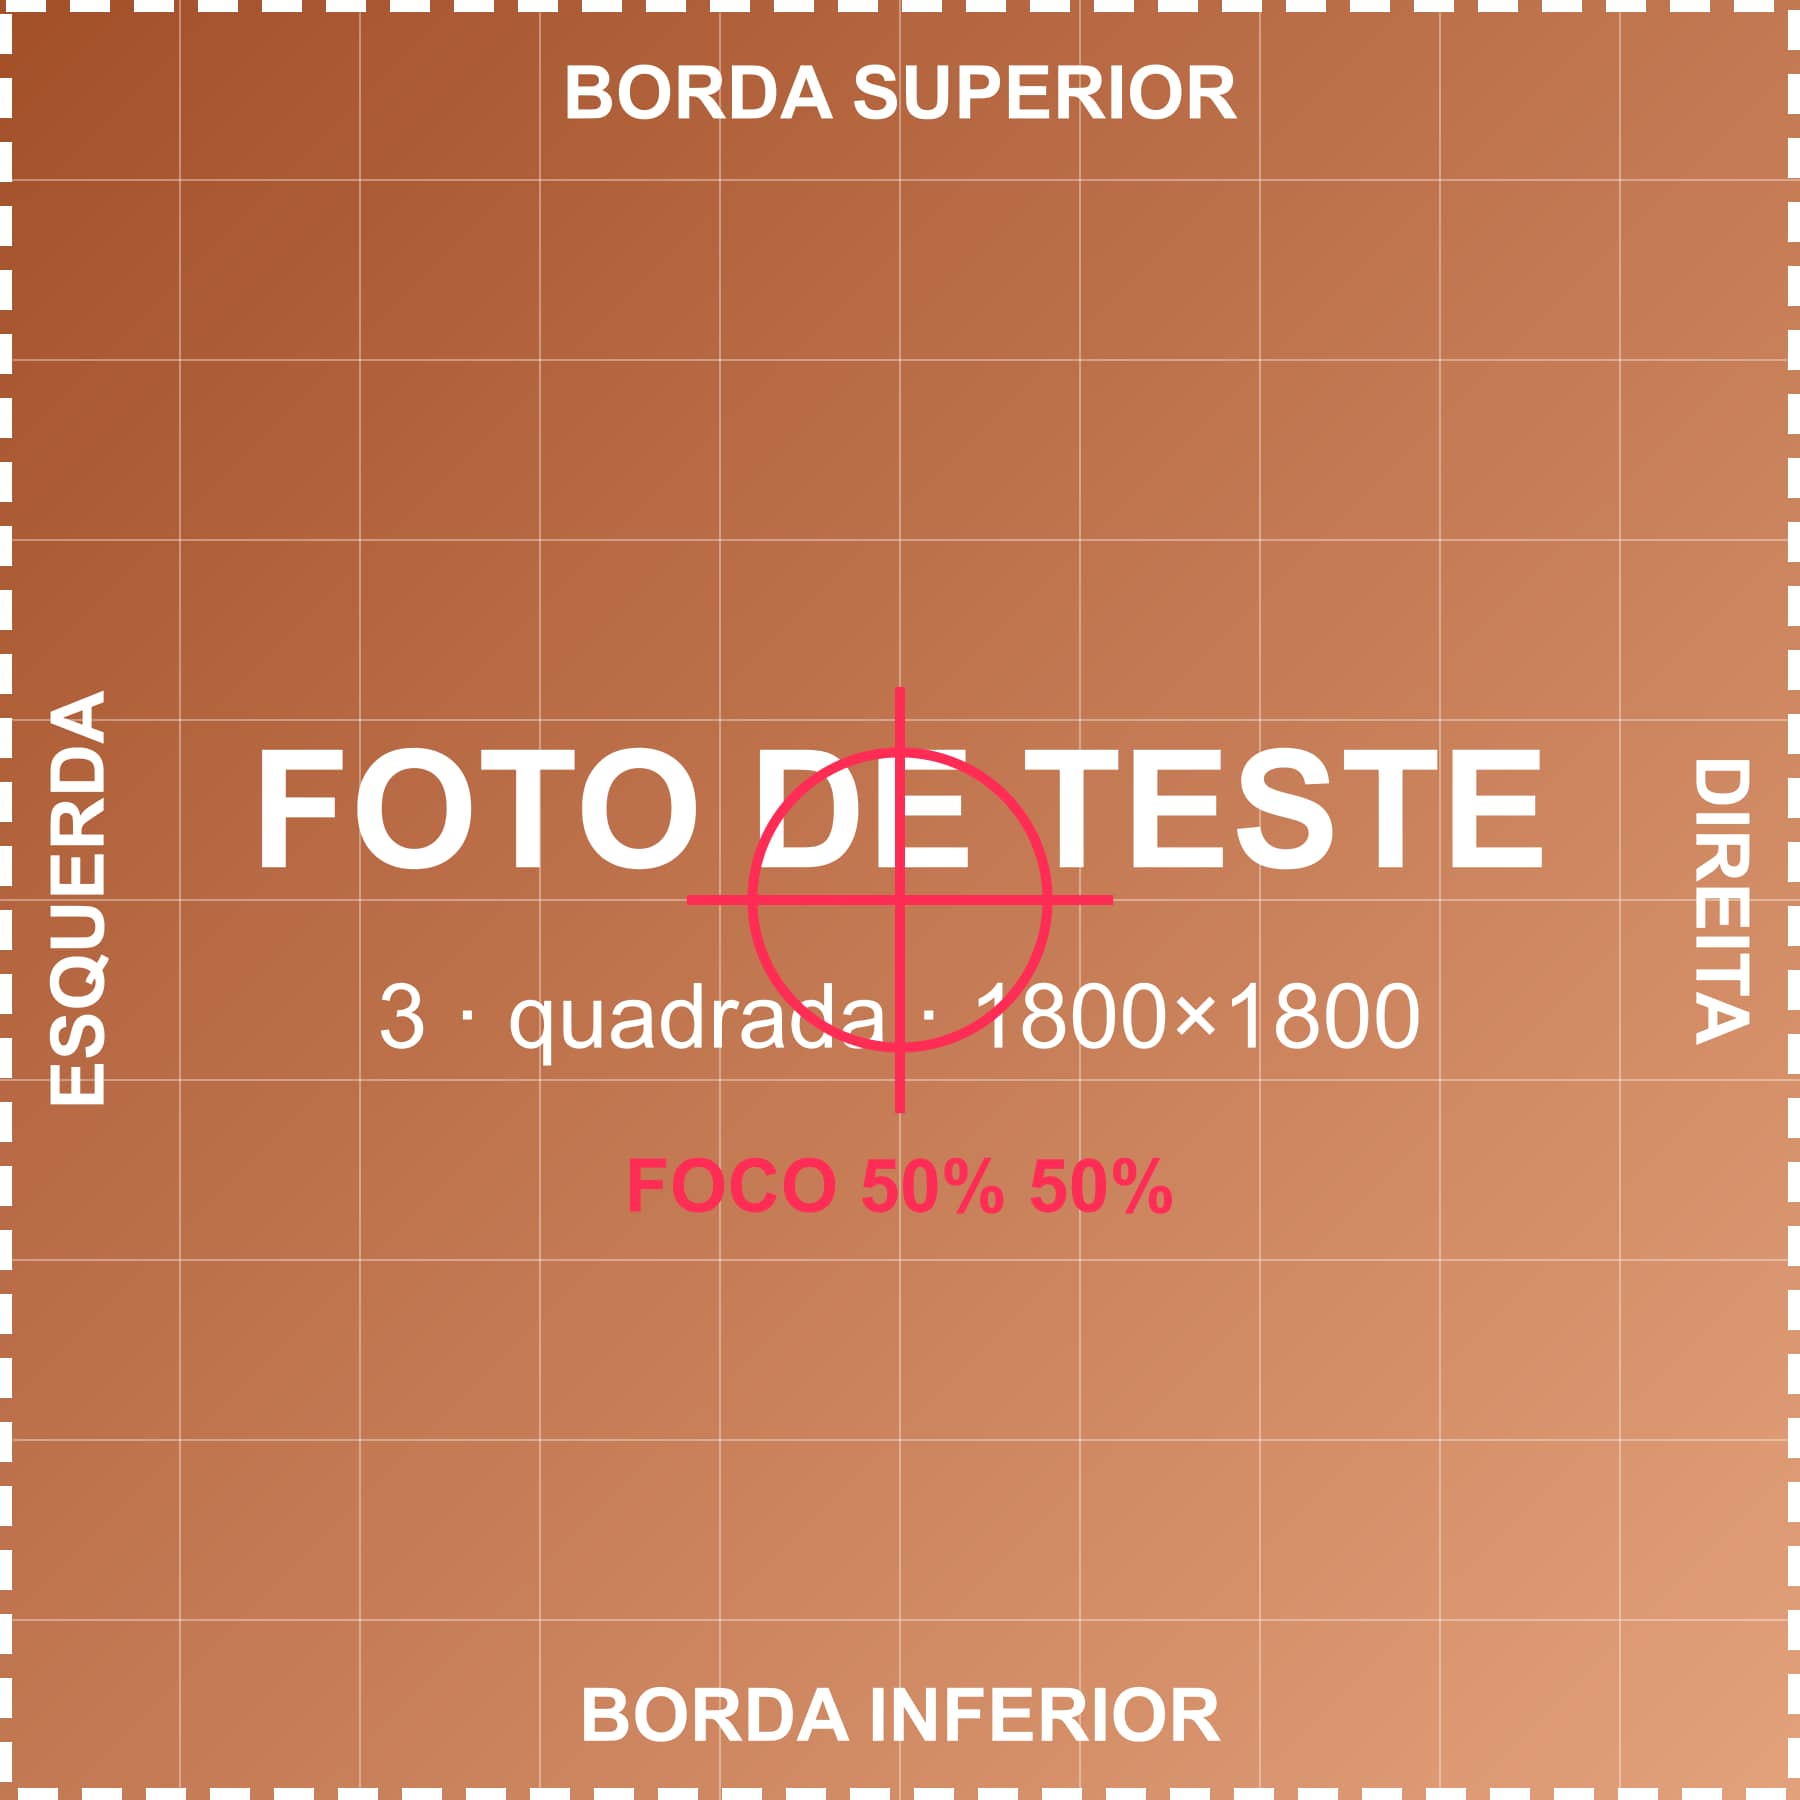 BORDA SUPERIOR
ESQUERDA
FOTO DE TESTE
DIREITA
3 · quadrada · 1800×1800
FOCO 50% 50%
BORDA INFERIOR